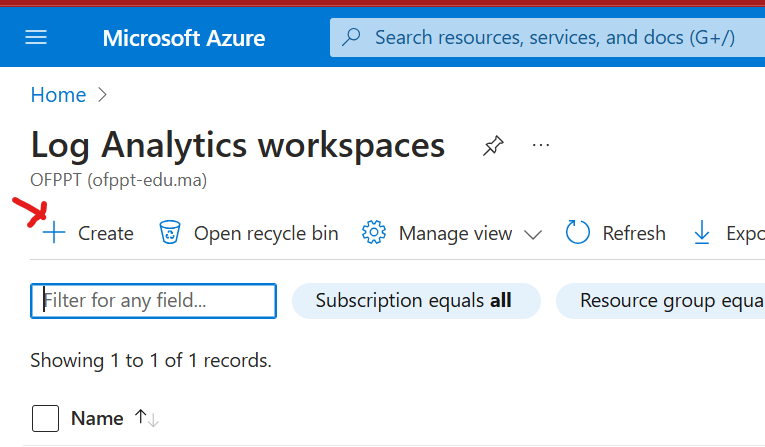 Microsoft Azure
Search resources, services, and docs (G+/)
Home >
Log Analytics workspaces ...
OFPPT (ofppt-edu.ma)
+ Create Open recycle bin Manage view Refresh Expo
Filter for any field... Subscription equals all Resource group equa
Showing 1 to 1 of 1 records.
Name ↑↓